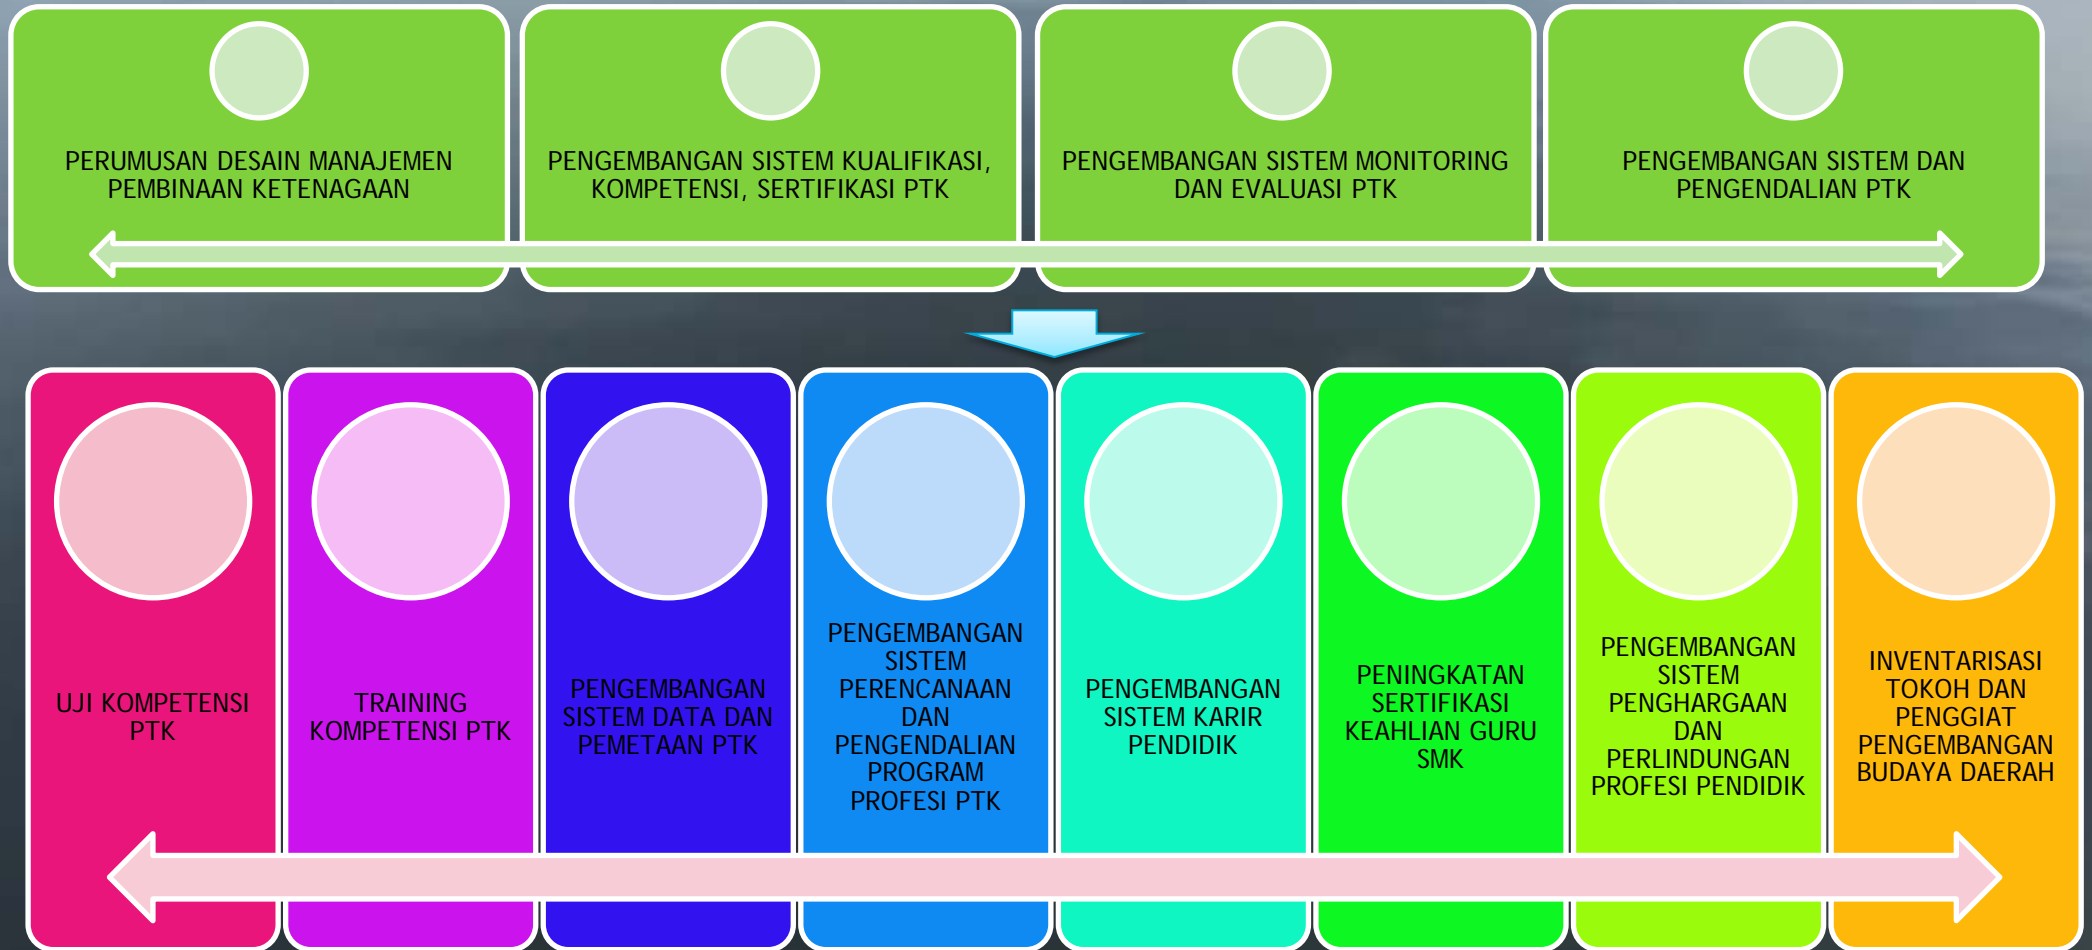 PERUMUSAN DESAIN MANAJEMEN
PEMBINAAN KETENAGAAN
PENGEMBANGAN SISTEM KUALIFIKASI,
KOMPETENSI, SERTIFIKASI PTK
PENGEMBANGAN SISTEM MONITORING
DAN EVALUASI PTK
PENGEMBANGAN SISTEM DAN
PENGENDALIAN PTK
UJI KOMPETENSI
PTK
TRAINING
KOMPETENSI PTK
PENGEMBANGAN
SISTEM DATA DAN
PEMETAAN PTK
PENGEMBANGAN
SISTEM
PERENCANAAN
DAN
PENGENDALIAN
PROGRAM
PROFESI PTK
PENGEMBANGAN
SISTEM KARIR
PENDIDIK
PENINGKATAN
SERTIFIKASI
KEAHLIAN GURU
SMK
PENGEMBANGAN
SISTEM
PENGHARGAAN
DAN
PERLINDUNGAN
PROFESI PENDIDIK
INVENTARISASI
TOKOH DAN
PENGGIAT
PENGEMBANGAN
BUDAYA DAERAH